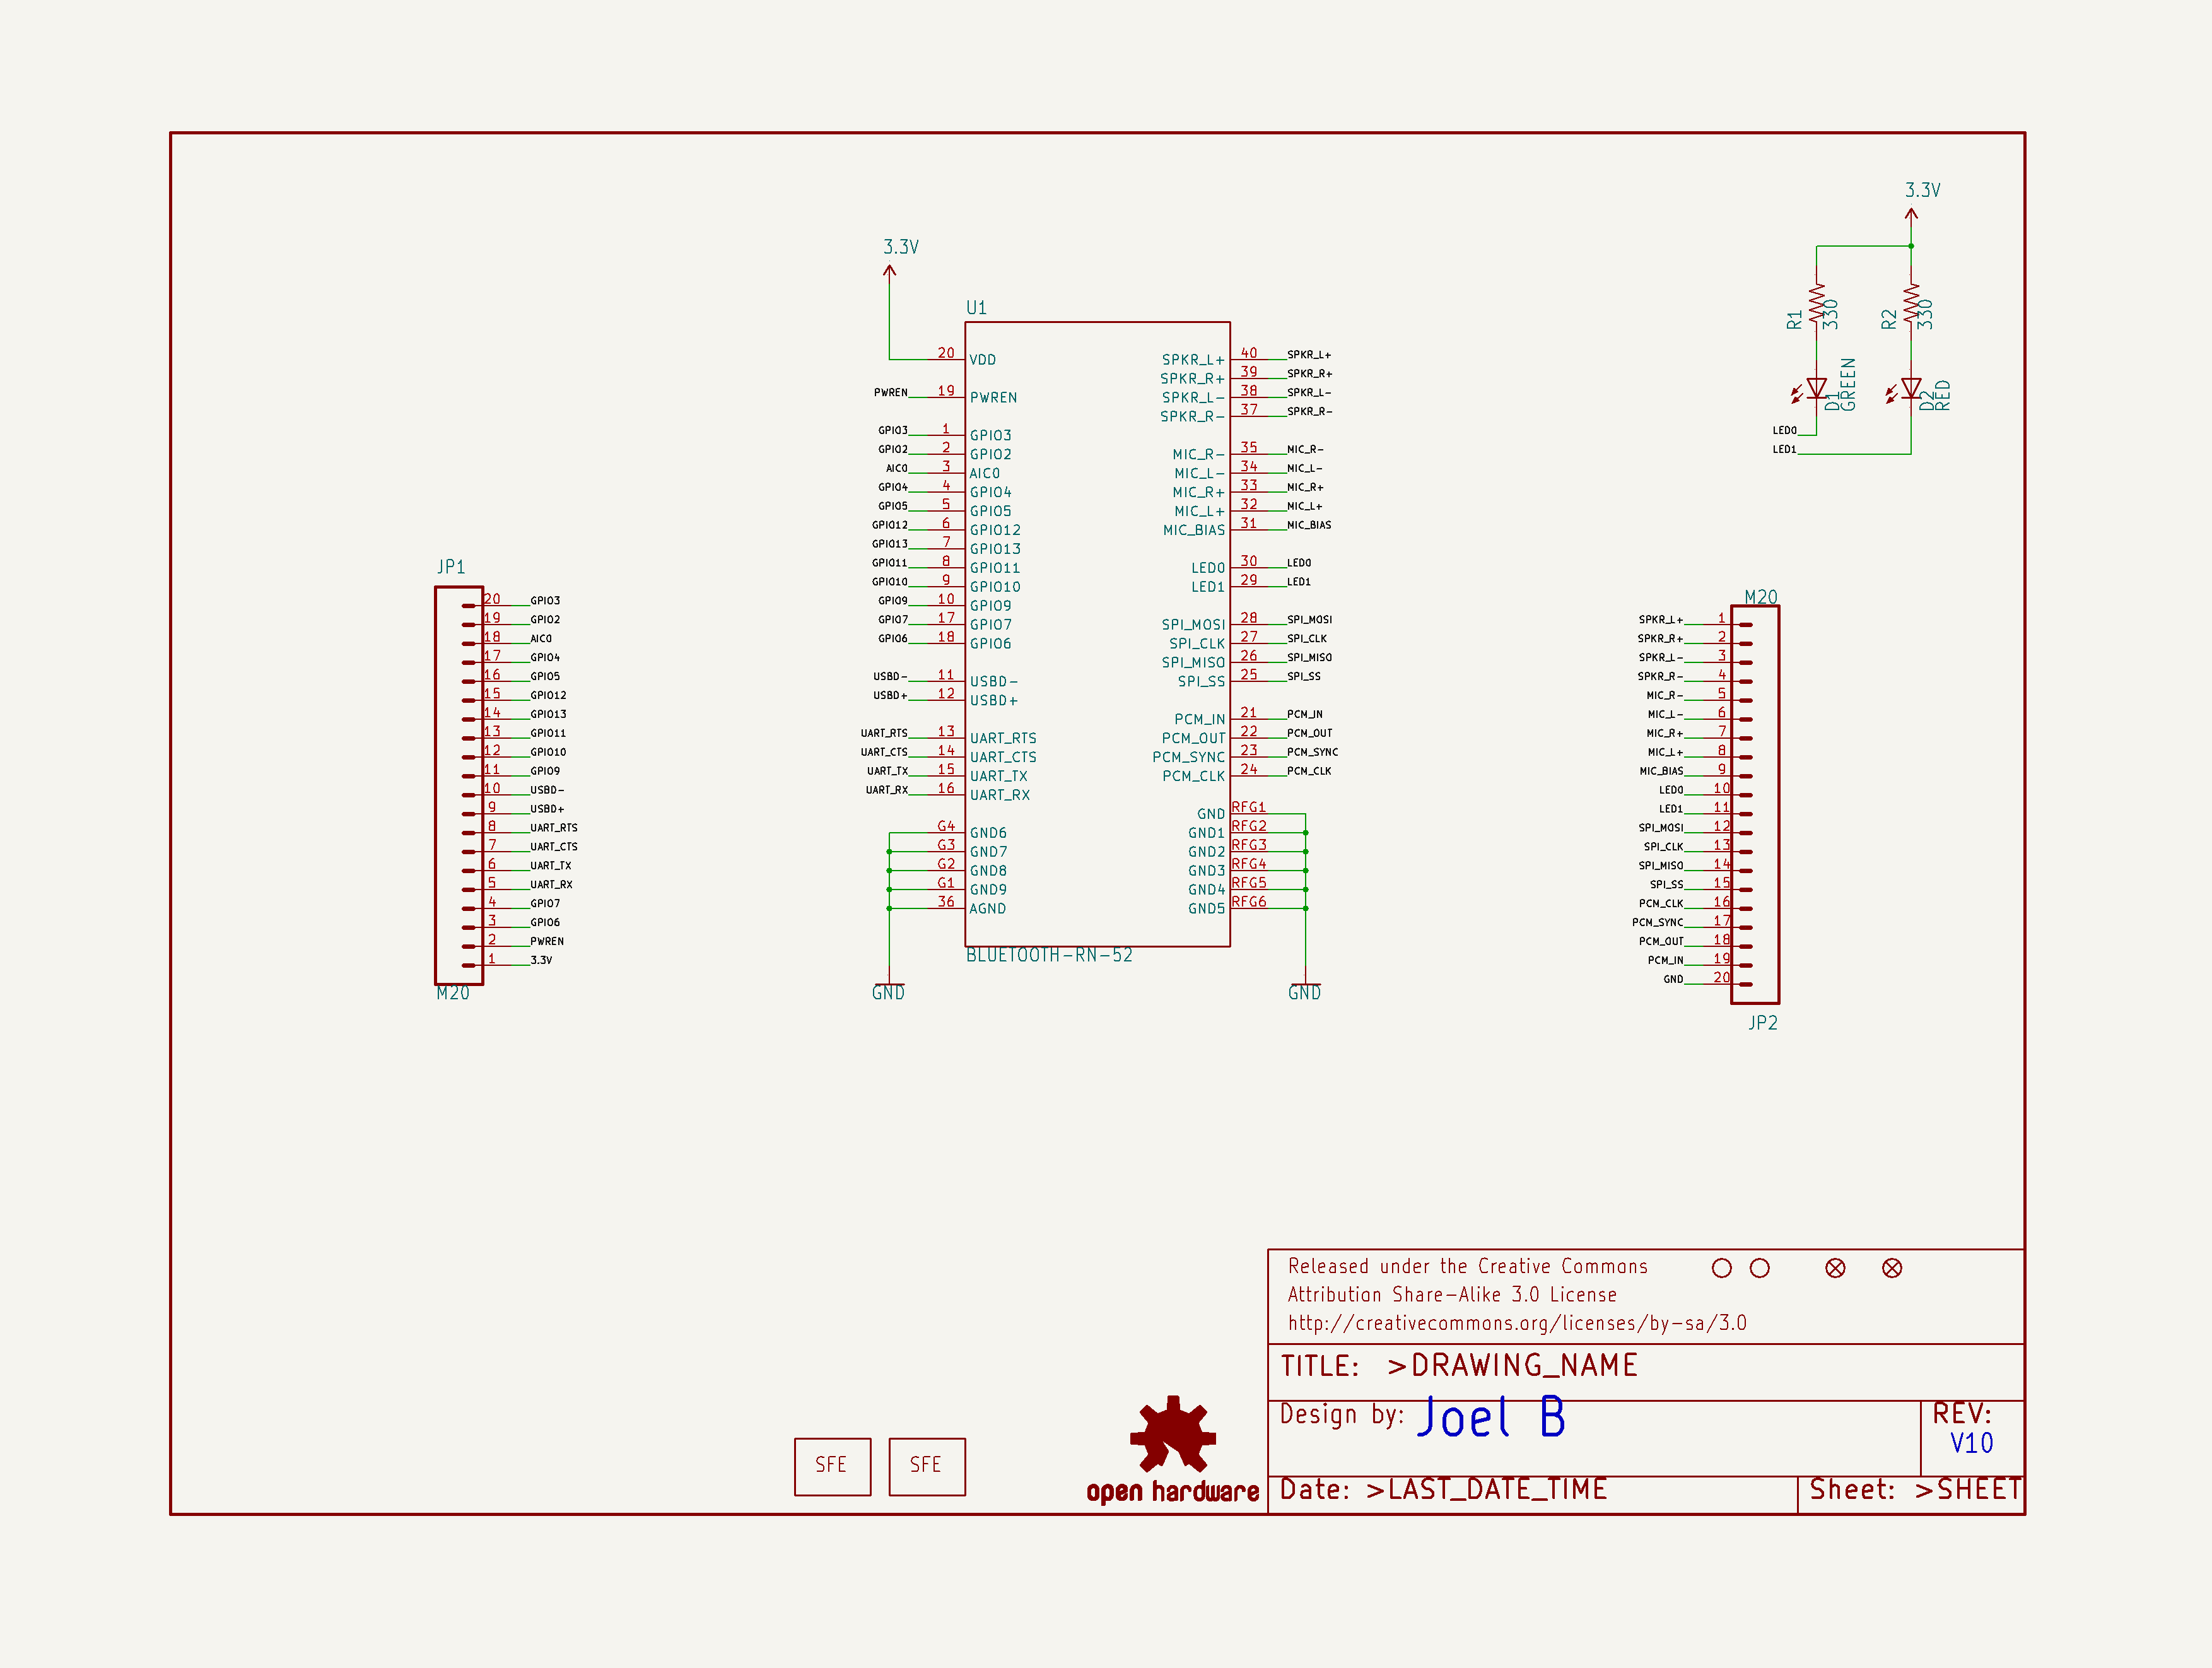 3.3V
R1
330
R2
330
D1
GREEN
D2
RED
LED0
LED1
3.3V
U1
20 VDD
PWREN 19 PWREN
GPIO3 1 GPIO3
GPIO2 2 GPIO2
AIO0 3 AIO0
GPIO4 4 GPIO4
GPIO5 5 GPIO5
GPIO12 6 GPIO12
GPIO13 7 GPIO13
GPIO11 8 GPIO11
GPIO10 9 GPIO10
GPIO9 10 GPIO9
GPIO7 17 GPIO7
GPIO6 18 GPIO6
USBD- 11 USBD-
USBD+ 12 USBD+
UART_RTS 13 UART_RTS
UART_CTS 14 UART_CTS
UART_TX 15 UART_TX
UART_RX 16 UART_RX
G4 GND6
G3 GND7
G2 GND8
G1 GND9
36 AGND
GND
SPKR_L+ 40 SPKR_L+
SPKR_R+ 39 SPKR_R+
SPKR_L- 38 SPKR_L-
SPKR_R- 37 SPKR_R-
MIC_R- 35 MIC_R-
MIC_L- 34 MIC_L-
MIC_R+ 33 MIC_R+
MIC_L+ 32 MIC_L+
MIC_BIAS 31 MIC_BIAS
LED0 30 LED0
LED1 29 LED1
SPI_MOSI 28 SPI_MOSI
SPI_CLK 27 SPI_CLK
SPI_MISO 26 SPI_MISO
SPI_SS 25 SPI_SS
PCM_IN 21 PCM_IN
PCM_OUT 22 PCM_OUT
PCM_SYNC 23 PCM_SYNC
PCM_CLK 24 PCM_CLK
GND RFG1
GND1 RFG2
GND2 RFG3
GND3 RFG4
GND4 RFG5
GND5 RFG6
GND
BLUETOOTH-RN-52
JP1
20 GPIO3
19 GPIO2
18 AIO0
17 GPIO4
16 GPIO5
15 GPIO12
14 GPIO13
13 GPIO11
12 GPIO10
11 GPIO9
10 USBD-
9 USBD+
8 UART_RTS
7 UART_CTS
6 UART_TX
5 UART_RX
4 GPIO7
3 GPIO6
2 PWREN
1 3.3V
M20
M20
SPKR_L+ 1
SPKR_R+ 2
SPKR_L- 3
SPKR_R- 4
MIC_R- 5
MIC_L- 6
MIC_R+ 7
MIC_L+ 8
MIC_BIAS 9
LED0 10
LED1 11
SPI_MOSI 12
SPI_CLK 13
SPI_MISO 14
SPI_SS 15
PCM_CLK 16
PCM_SYNC 17
PCM_OUT 18
PCM_IN 19
GND 20
JP2
Released under the Creative Commons
Attribution Share-Alike 3.0 License
http://creativecommons.org/licenses/by-sa/3.0
TITLE: >DRAWING_NAME
Design by: Joel B
REV:
V10
Date: >LAST_DATE_TIME
Sheet: >SHEET
SFE
SFE
open hardware